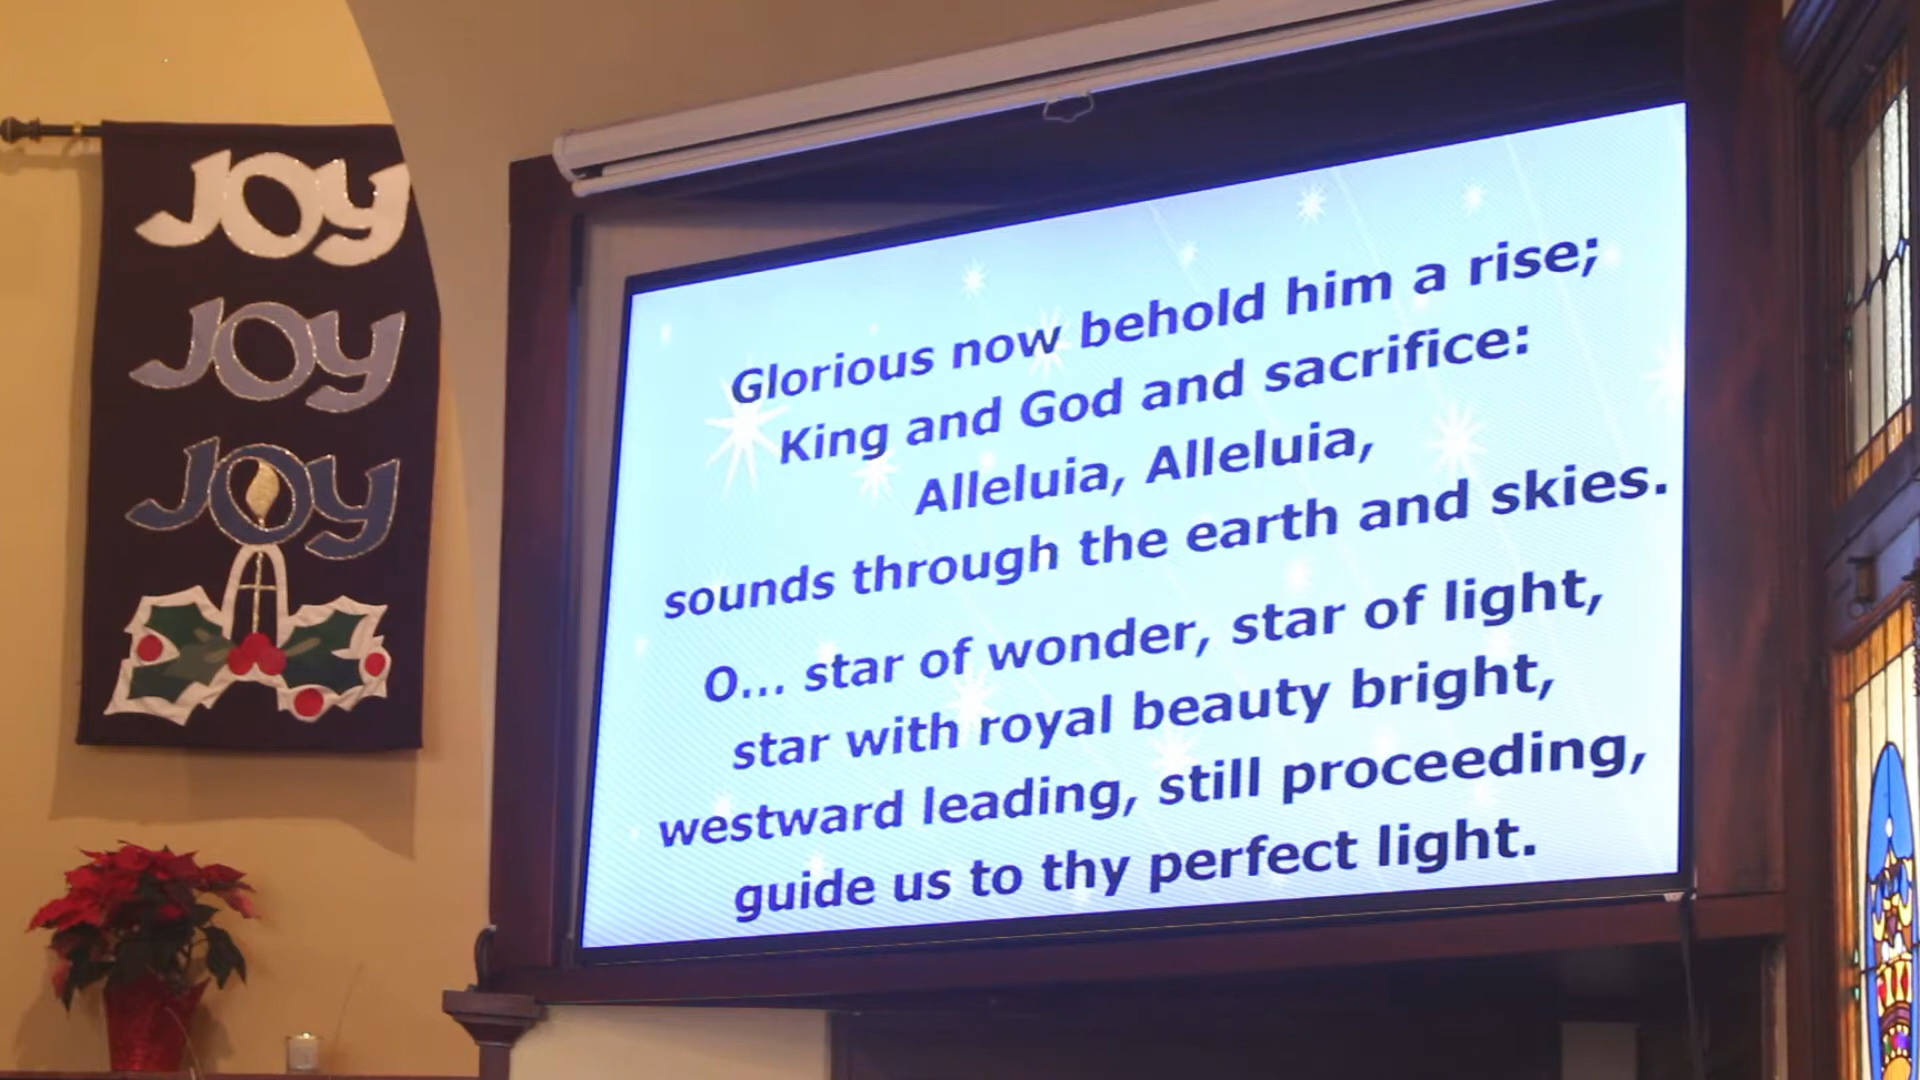 JOY
JOY
JOY
Glorious now behold him a rise;
King and God and sacrifice:
Alleluia, Alleluia,
sounds through the earth and skies.
O... star of wonder, star of light,
star with royal beauty bright,
westward leading, still proceeding,
guide us to thy perfect light.